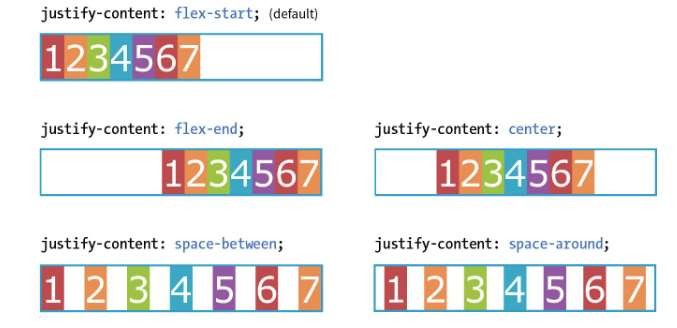 justify-content: flex-start; (default)
1234567
justify-content: flex-end;
1234567
justify-content: center;
1234567
justify-content: space-between;
1 2 3 4 5 6 7
justify-content: space-around;
1 2 3 4 5 6 7